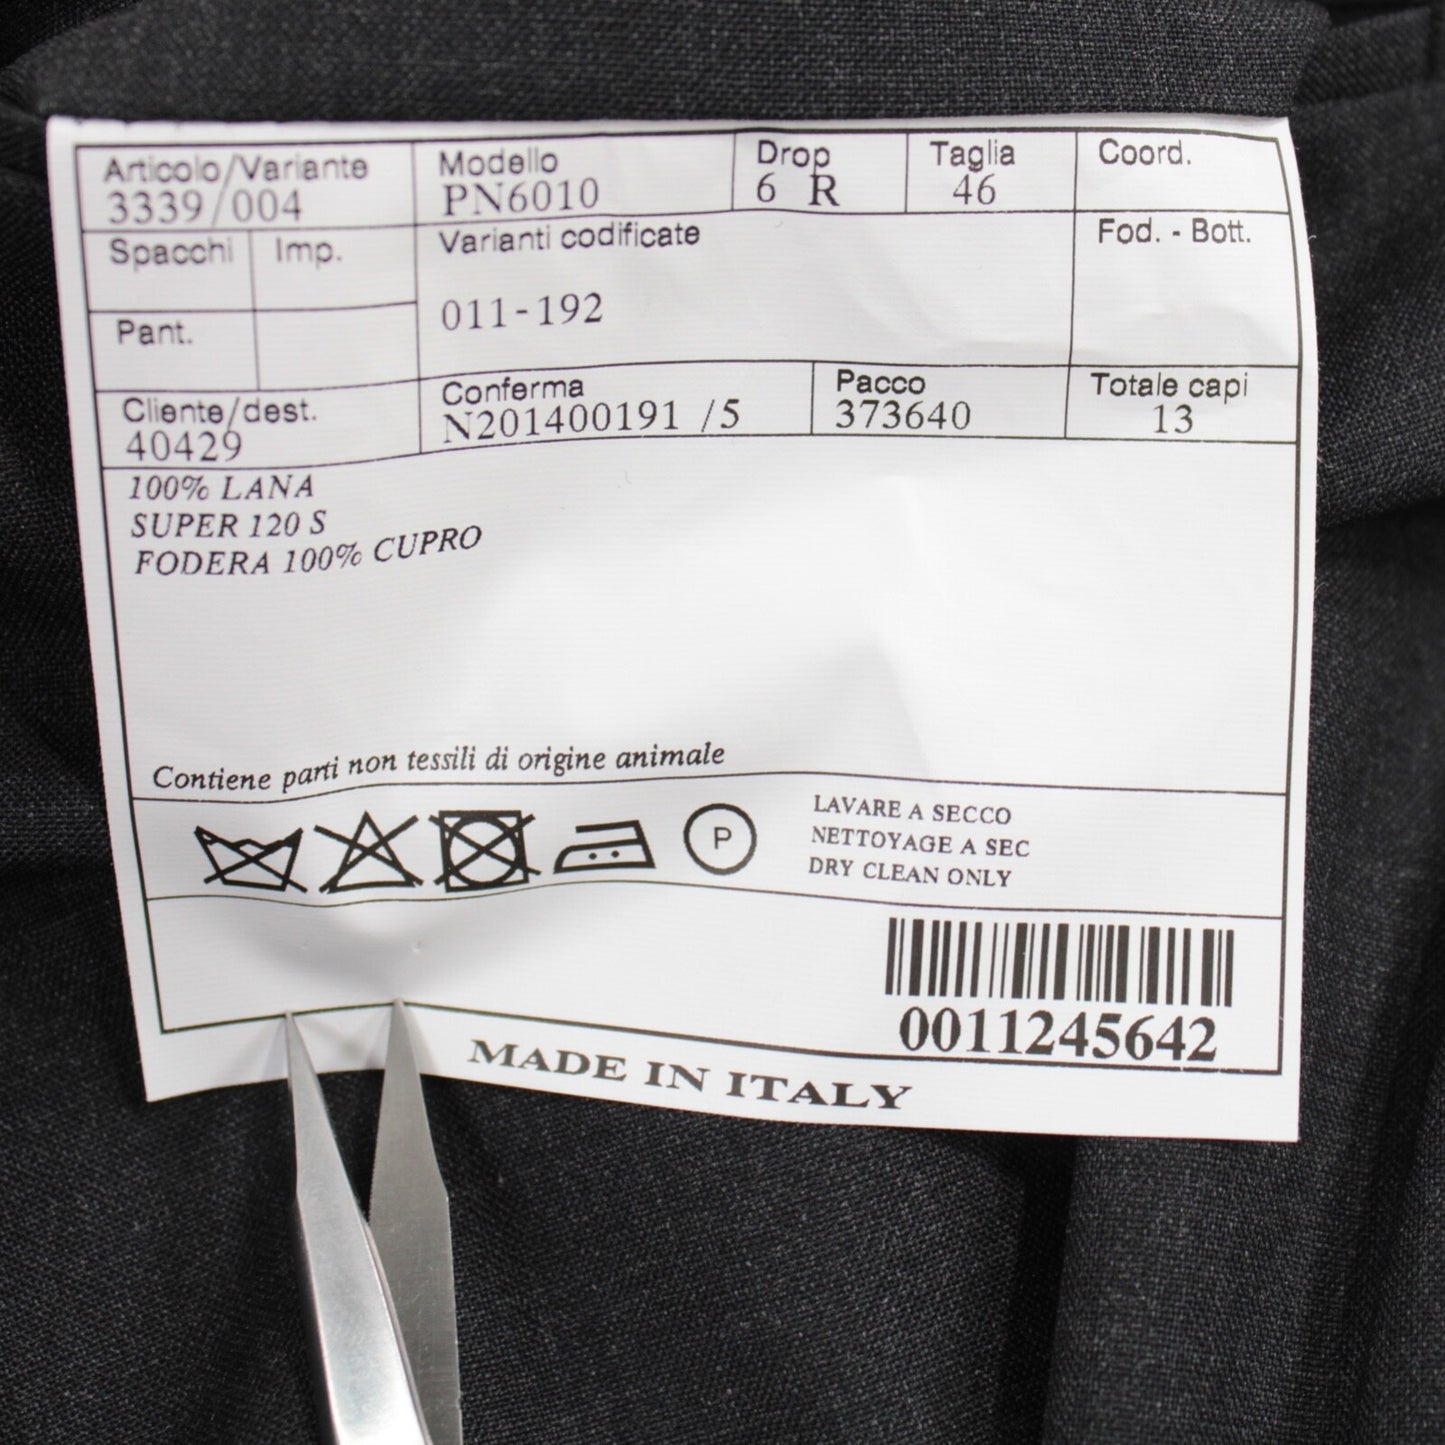 Articolo/Variante Modello Drop Taglia Coord.
3339/004 PN6010 6 R 46
Spacchi Imp. Varianti codificate Fod. - Bott.
011-192
Pant.
Cliente/dest. Conferma Pacco Totale capi
40429 N201400191 /5 373640 13
100% LANA
SUPER 120 S
FODERA 100% CUPRO
Contiene parti non tessili di origine animale
P
LAVARE A SECCO
NETTOYAGE A SEC
DRY CLEAN ONLY
0011245642
MADE IN ITALY